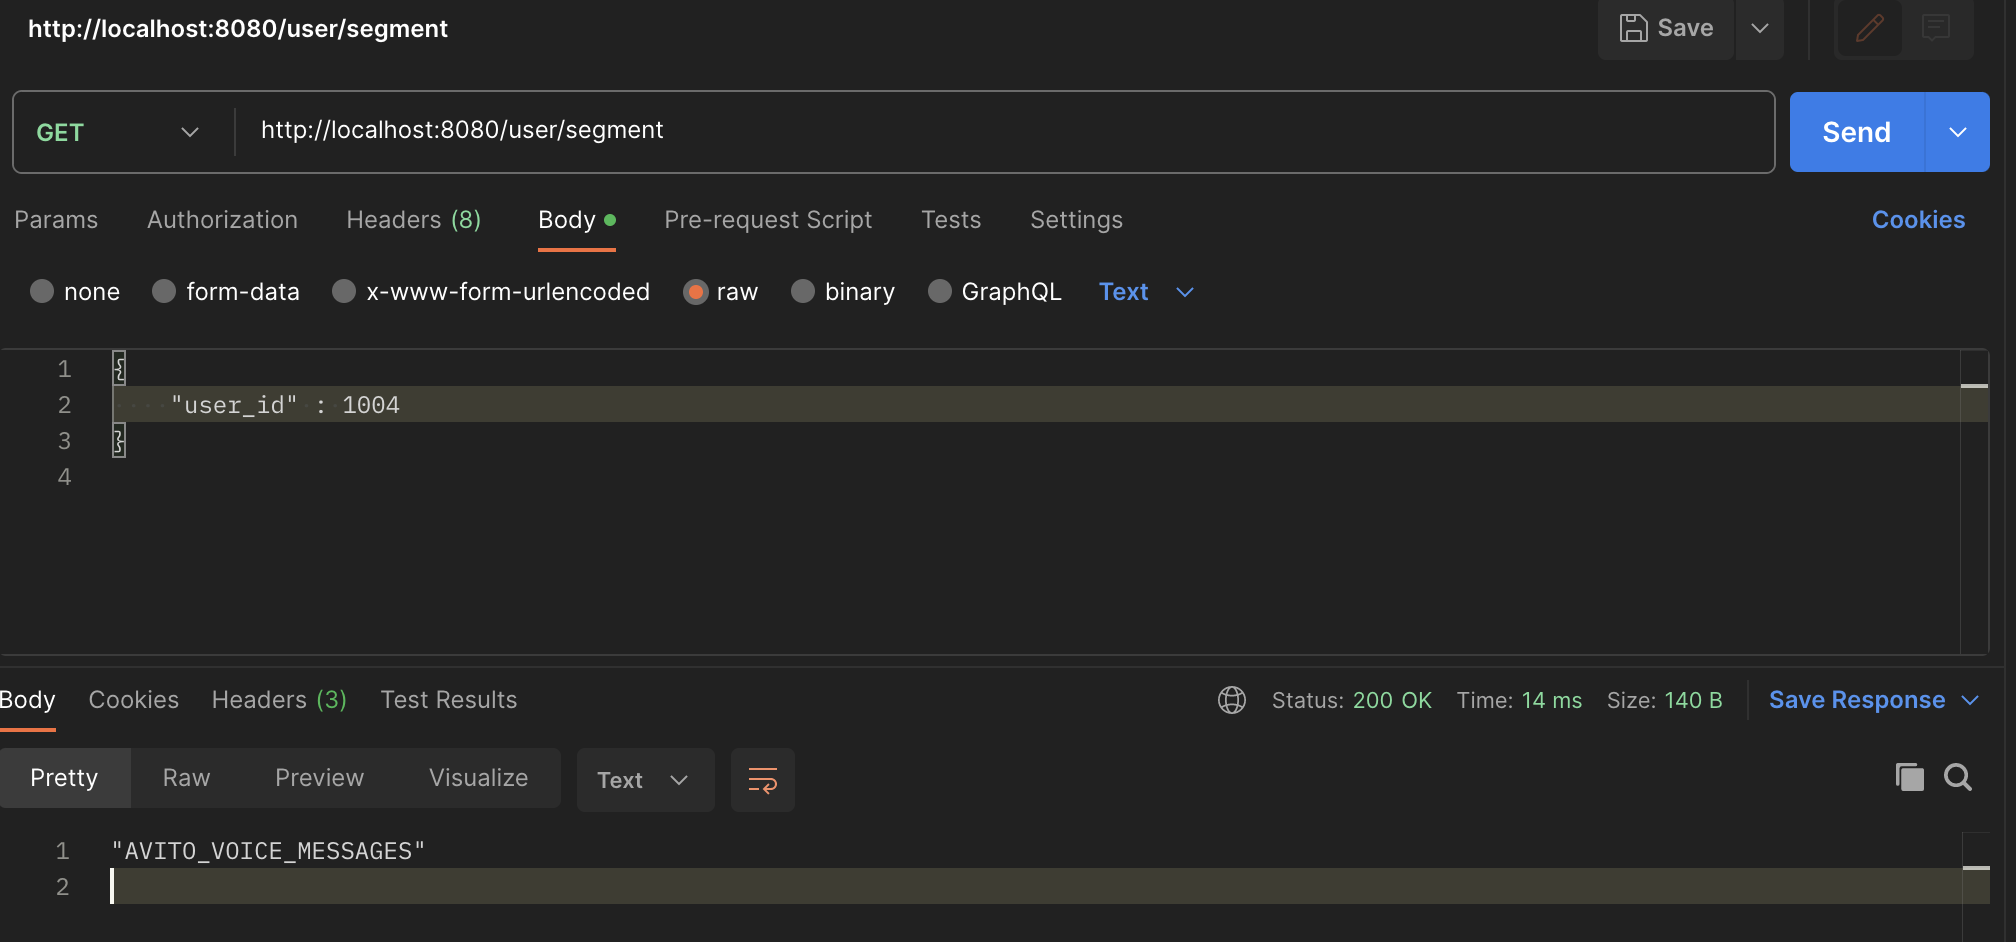 http://localhost:8080/user/segment
Save
GET
http://localhost:8080/user/segment
Send
Params Authorization Headers (8) Body Pre-request Script Tests Settings Cookies
none form-data x-www-form-urlencoded raw binary GraphQL Text
1 {
2 "user_id" : 1004
3 }
4
Body Cookies Headers (3) Test Results Status: 200 OK Time: 14 ms Size: 140 B Save Response
Pretty Raw Preview Visualize Text
1 "AVITO_VOICE_MESSAGES"
2